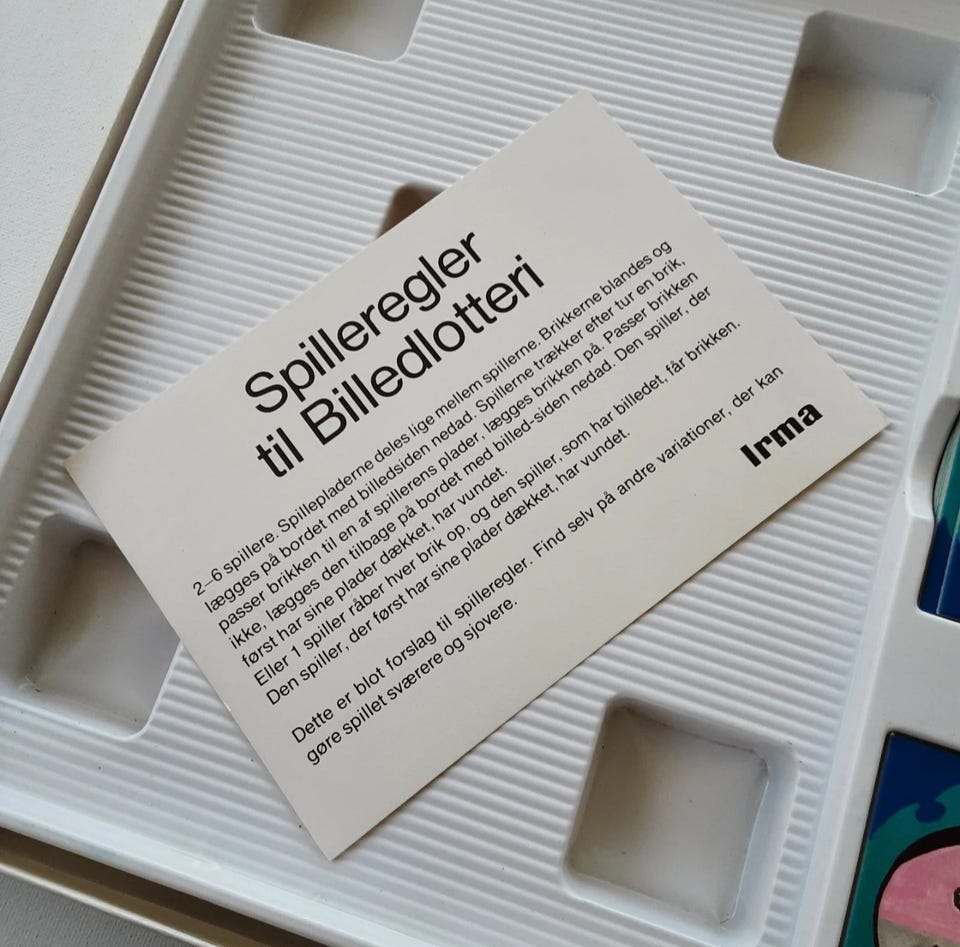 Spilleregler
til Billedlotteri
2–6 spillere. Spillepladerne deles lige mellem spillerne. Brikkerne blandes og
lægges på bordet med billedsiden nedad. Spillerne trækker efter tur en brik,
passer brikken til en af spillerens plader, lægges brikken på. Passer brikken
ikke, lægges den tilbage på bordet med billed-siden nedad. Den spiller, der
først har sine plader dækket, har vundet.
Eller 1 spiller råber hver brik op, og den spiller, som har billedet, får brikken.
Den spiller, der først har sine plader dækket, har vundet.
Dette er blot forslag til spilleregler. Find selv på andre variationer, der kan
gøre spillet sværere og sjovere.
Irma